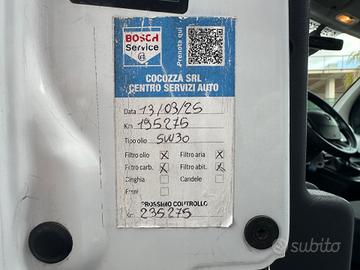 BOSCH
Service
Prenota qui
COCOZZA SRL
CENTRO SERVIZI AUTO
Data 13/03/25
Km 195275
Tipo olio 5W30
Filtro olio X Filtro aria X
Filtro carb. X Filtro abit. X
Cinghia Candele
Freni
PROSSIMO CONTROLLO
Km 235275
subito